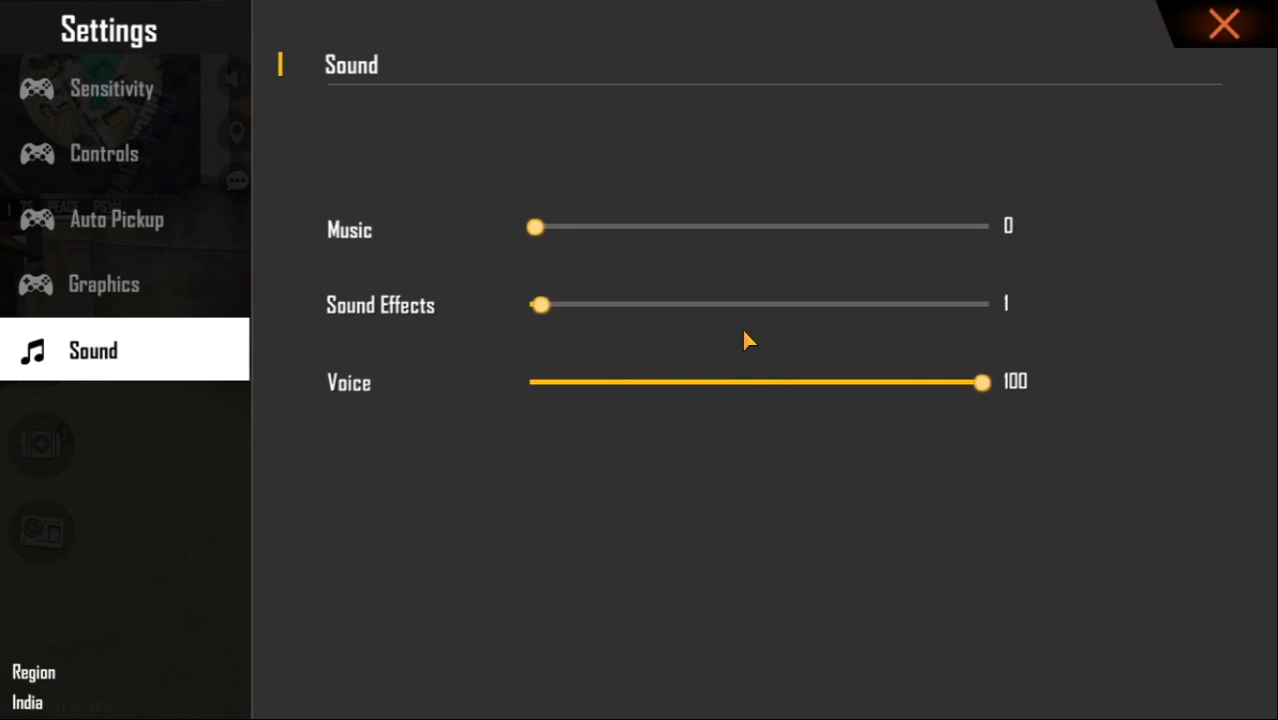 Settings
Sensitivity
Controls
Auto Pickup
Graphics
Sound
Region
India
Sound
Music 0
Sound Effects 1
Voice 100